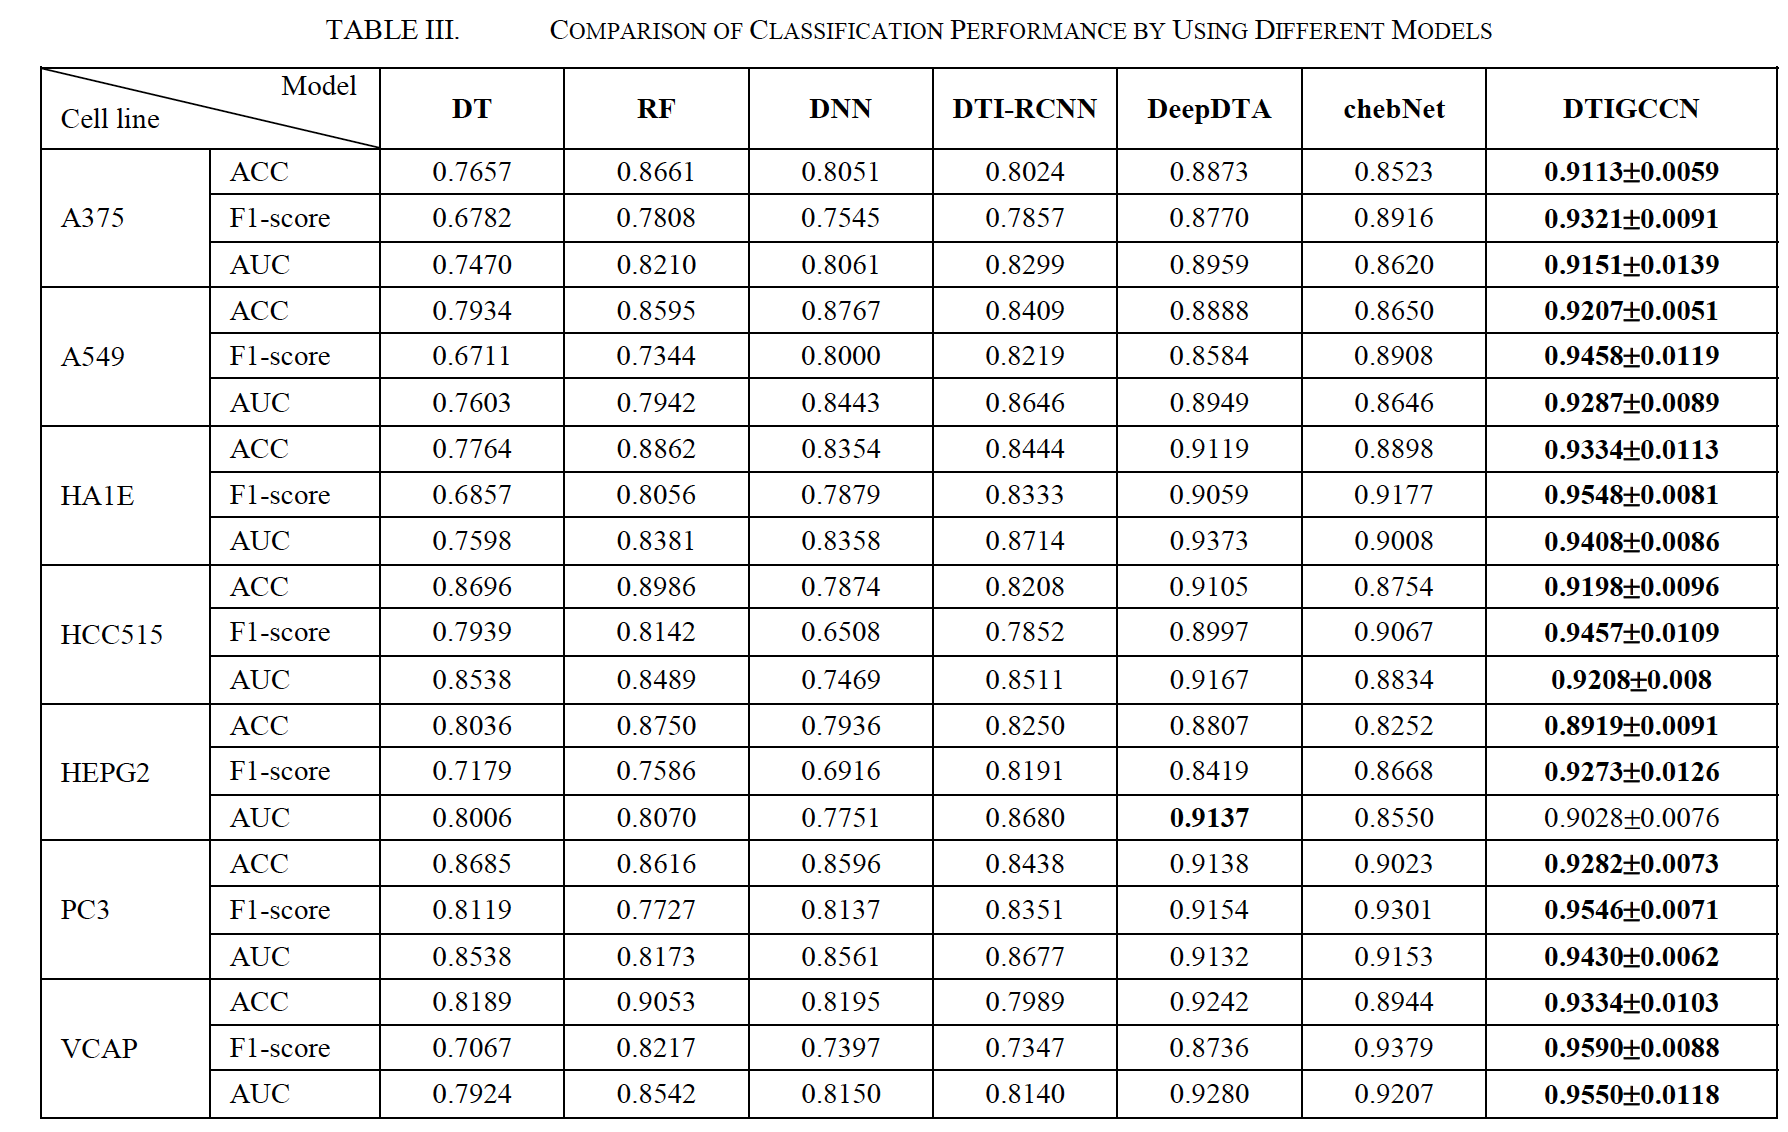 TABLE III. COMPARISON OF CLASSIFICATION PERFORMANCE BY USING DIFFERENT MODELS
Model
Cell line DT RF DNN DTI-RCNN DeepDTA chebNet DTIGCCN
ACC 0.7657 0.8661 0.8051 0.8024 0.8873 0.8523 0.9113±0.0059
A375 F1-score 0.6782 0.7808 0.7545 0.7857 0.8770 0.8916 0.9321±0.0091
AUC 0.7470 0.8210 0.8061 0.8299 0.8959 0.8620 0.9151±0.0139
ACC 0.7934 0.8595 0.8767 0.8409 0.8888 0.8650 0.9207±0.0051
A549 F1-score 0.6711 0.7344 0.8000 0.8219 0.8584 0.8908 0.9458±0.0119
AUC 0.7603 0.7942 0.8443 0.8646 0.8949 0.8646 0.9287±0.0089
ACC 0.7764 0.8862 0.8354 0.8444 0.9119 0.8898 0.9334±0.0113
HA1E F1-score 0.6857 0.8056 0.7879 0.8333 0.9059 0.9177 0.9548±0.0081
AUC 0.7598 0.8381 0.8358 0.8714 0.9373 0.9008 0.9408±0.0086
ACC 0.8696 0.8986 0.7874 0.8208 0.9105 0.8754 0.9198±0.0096
HCC515 F1-score 0.7939 0.8142 0.6508 0.7852 0.8997 0.9067 0.9457±0.0109
AUC 0.8538 0.8489 0.7469 0.8511 0.9167 0.8834 0.9208±0.008
ACC 0.8036 0.8750 0.7936 0.8250 0.8807 0.8252 0.8919±0.0091
HEPG2 F1-score 0.7179 0.7586 0.6916 0.8191 0.8419 0.8668 0.9273±0.0126
AUC 0.8006 0.8070 0.7751 0.8680 0.9137 0.8550 0.9028±0.0076
ACC 0.8685 0.8616 0.8596 0.8438 0.9138 0.9023 0.9282±0.0073
PC3 F1-score 0.8119 0.7727 0.8137 0.8351 0.9154 0.9301 0.9546±0.0071
AUC 0.8538 0.8173 0.8561 0.8677 0.9132 0.9153 0.9430±0.0062
ACC 0.8189 0.9053 0.8195 0.7989 0.9242 0.8944 0.9334±0.0103
VCAP F1-score 0.7067 0.8217 0.7397 0.7347 0.8736 0.9379 0.9590±0.0088
AUC 0.7924 0.8542 0.8150 0.8140 0.9280 0.9207 0.9550±0.0118